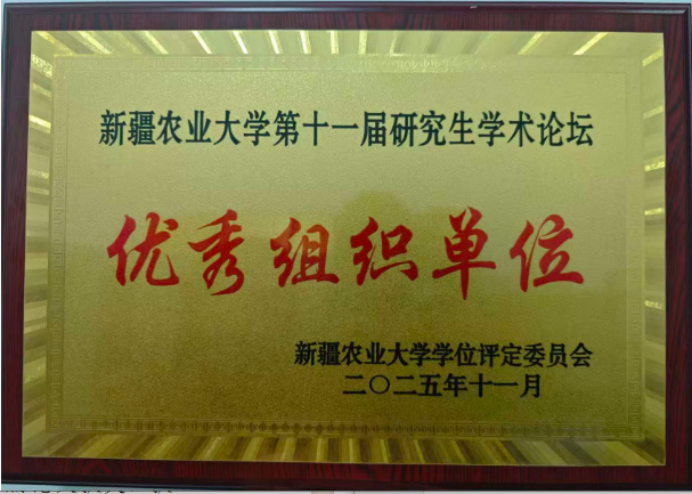 新疆农业大学第十一届研究生学术论坛
优秀组织单位
新疆农业大学学位评定委员会
二〇二五年十一月